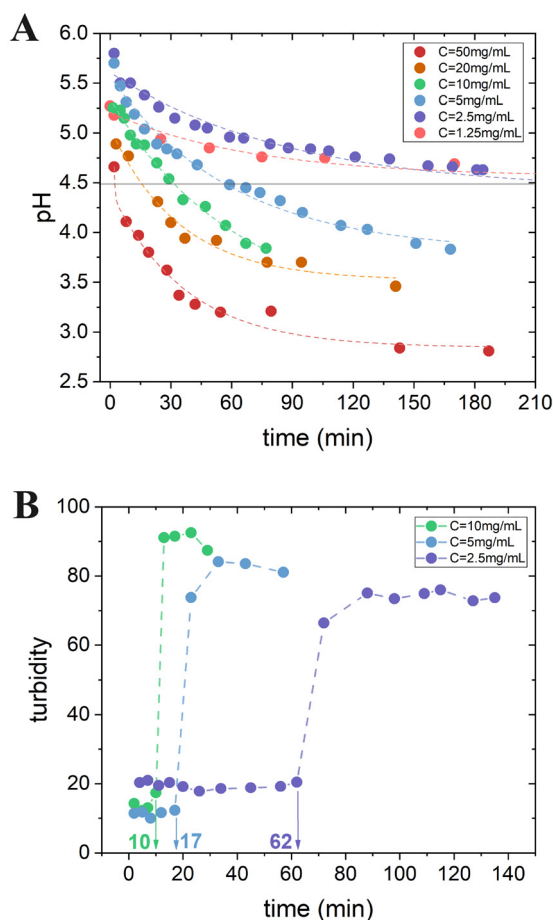 A
6.0
5.5
5.0
4.5
4.0
3.5
3.0
2.5
pH
C=50mg/mL
C=20mg/mL
C=10mg/mL
C=5mg/mL
C=2.5mg/mL
C=1.25mg/mL
0 30 60 90 120 150 180 210
time (min)
B
100
80
60
40
20
0
turbidity
C=10mg/mL
C=5mg/mL
C=2.5mg/mL
10 17 62
0 20 40 60 80 100 120 140
time (min)